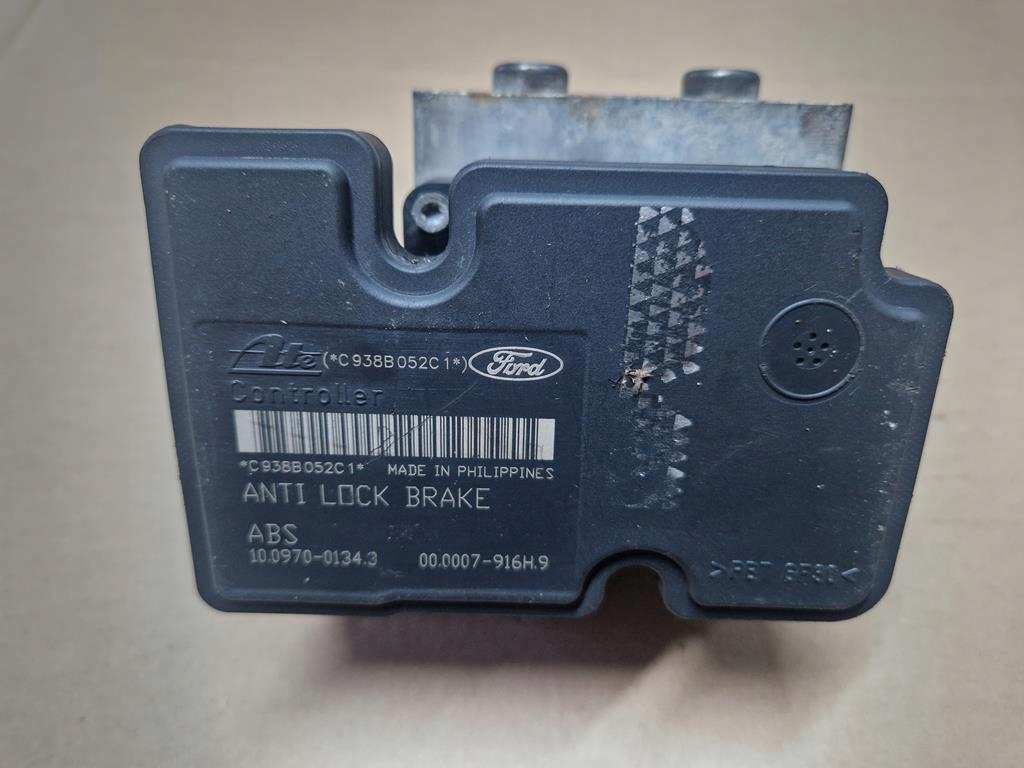 Ate (*C938B052C1*) Ford
Controller
*C938B052C1* MADE IN PHILIPPINES
ANTI LOCK BRAKE
ABS
10.0970-0134.3 00.0007-916H.9
>PBT GF30<